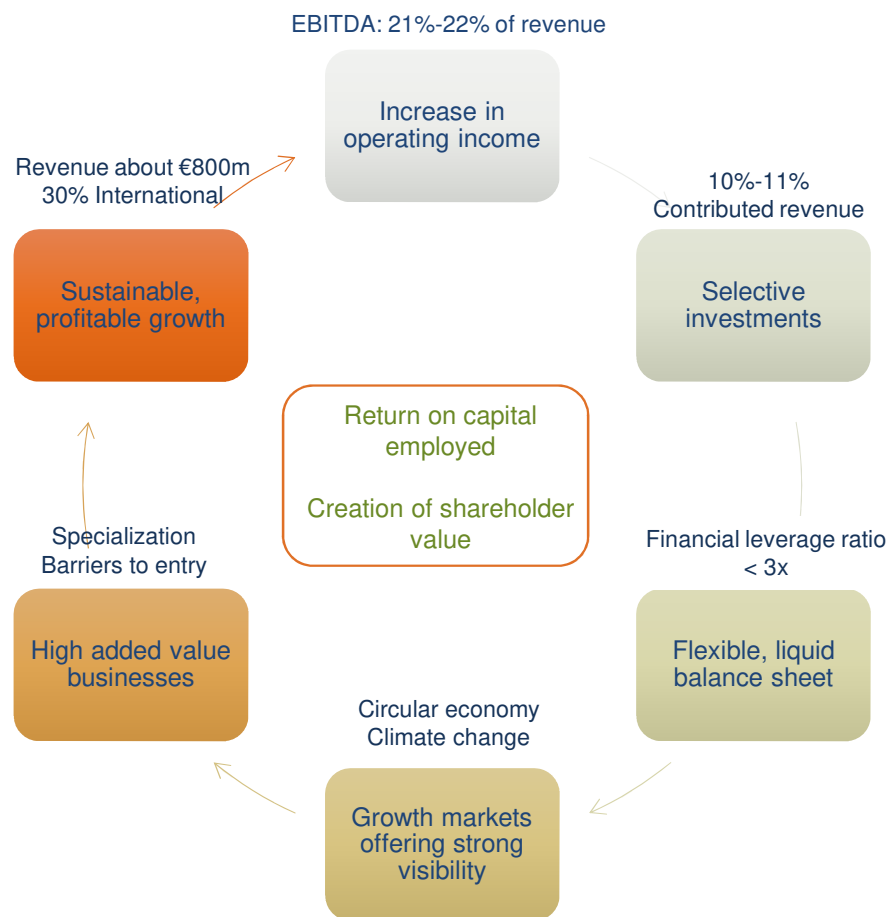 EBITDA: 21%-22% of revenue
Increase in
operating income
10%-11%
Contributed revenue
Selective
investments
Financial leverage ratio
< 3x
Flexible, liquid
balance sheet
Circular economy
Climate change
Growth markets
offering strong
visibility
Specialization
Barriers to entry
High added value
businesses
Revenue about €800m
30% International
Sustainable,
profitable growth
Return on capital
employed
Creation of shareholder
value